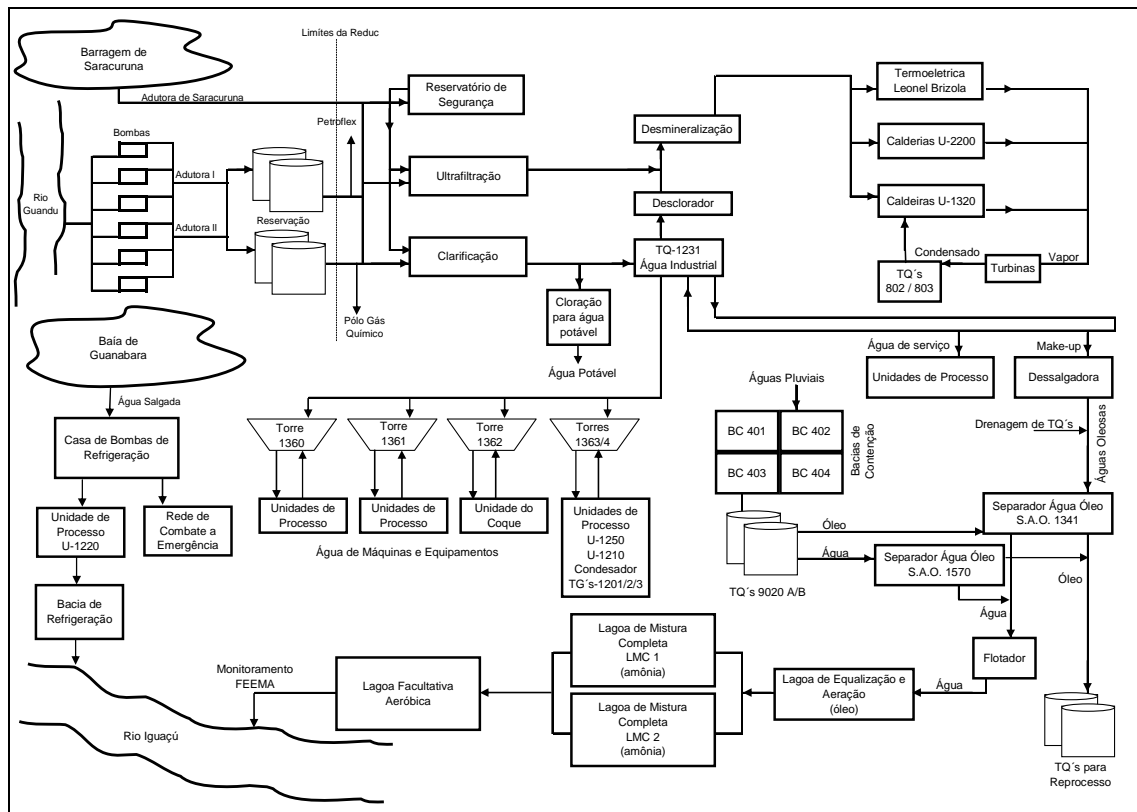 Limítes da Reduc
Barragem de
Saracuruna
Adutora de Saracuruna
Petroflex
Reservatório de
Segurança
Termoeletrica
Leonel Brizola
Bombas
Desmineralização
Calderias U-2200
Adutora I
Ultrafiltração
Rio
Guandu
Reservação
Desclorador
Caldeiras U-1320
Adutora II
Clarificação
TQ-1231
Água Industrial
Condensado
Vapor
TQ´s
802 / 803
Turbinas
Cloração
para água
potável
Pólo Gás
Químico
Água Potável
Baía de
Guanabara
Água de serviço
Make-up
Unidades de Processo
Dessalgadora
Água Salgada
Águas Pluviais
Casa de Bombas de
Refrigeração
Torre
1360
Torre
1361
Torre
1362
Torres
1363/4
BC 401
BC 402
BC 403
BC 404
Bacias de
Contenção
Drenagem de TQ´s
Águas Oleosas
Unidade de
Processo
U-1220
Rede de
Combate a
Emergência
Unidades de
Processo
Unidades de
Processo
Unidade do
Coque
Unidades de
Processo
U-1250
U-1210
Condesador
TG´s-1201/2/3
Água de Máquinas e Equipamentos
Óleo
Separador Água Óleo
S.A.O. 1341
Água
Separador Água Óleo
S.A.O. 1570
TQ´s 9020 A/B
Óleo
Água
Bacia de
Refrigeração
Lagoa de Mistura
Completa
LMC 1
(amônia)
Flotador
Monitoramento
FEEMA
Lagoa Facultativa
Aeróbica
Lagoa de Equalização e
Aeração
(óleo)
Água
Lagoa de Mistura
Completa
LMC 2
(amônia)
Rio Iguaçú
TQ´s para
Reprocesso